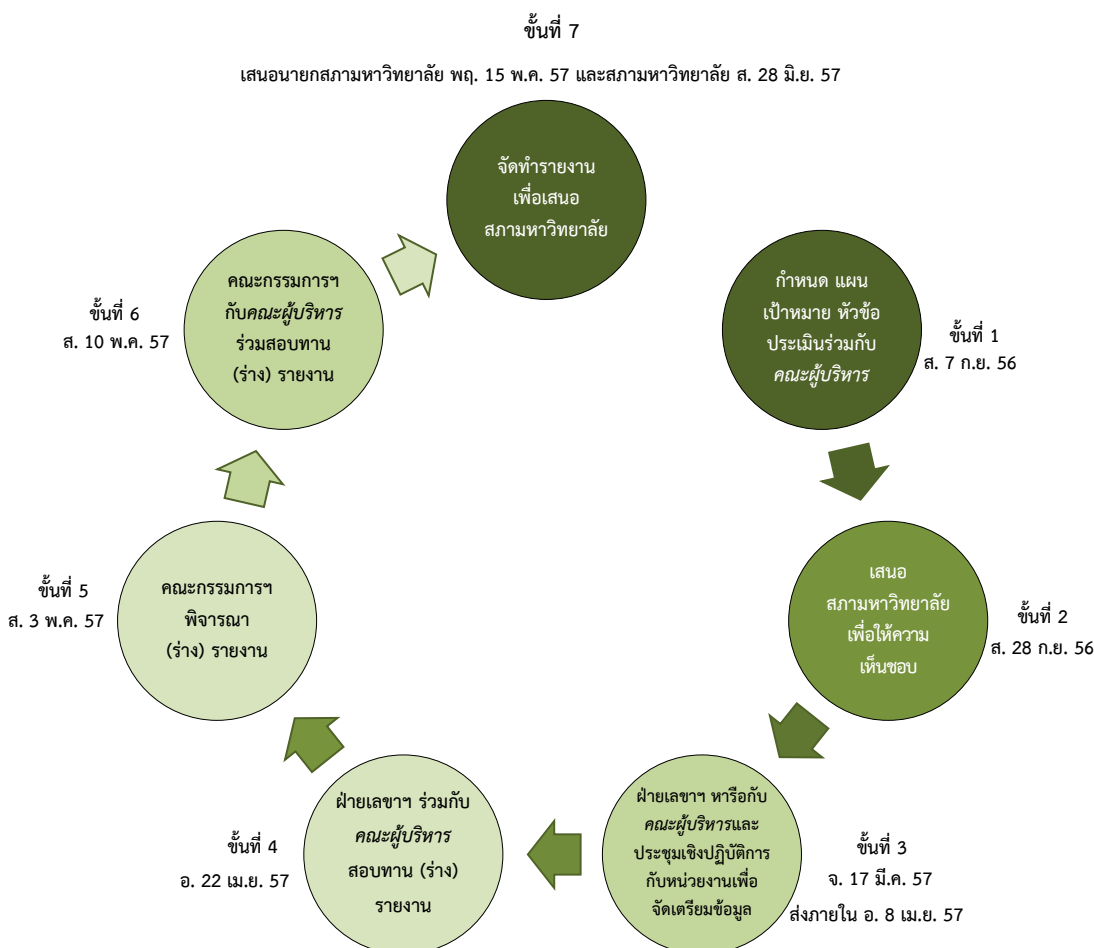 ขั้นที่ 7
เสนอนายกสภามหาวิทยาลัย พฤ. 15 พ.ค. 57 และสภามหาวิทยาลัย ส. 28 มิ.ย. 57
จัดทำรายงาน
เพื่อเสนอ
สภามหาวิทยาลัย
กำหนด แผน
เป้าหมาย หัวข้อ
ประเมินร่วมกับ
คณะผู้บริหาร
ขั้นที่ 1
ส. 7 ก.ย. 56
เสนอ
สภามหาวิทยาลัย
เพื่อให้ความ
เห็นชอบ
ขั้นที่ 2
ส. 28 ก.ย. 56
ฝ่ายเลขาฯ หารือกับ
คณะผู้บริหารและ
ประชุมเชิงปฏิบัติการ
กับหน่วยงานเพื่อ
จัดเตรียมข้อมูล
ขั้นที่ 3
จ. 17 มี.ค. 57
ส่งภายใน อ. 8 เม.ย. 57
ฝ่ายเลขาฯ ร่วมกับ
คณะผู้บริหาร
สอบทาน (ร่าง)
รายงาน
ขั้นที่ 4
อ. 22 เม.ย. 57
คณะกรรมการฯ
พิจารณา
(ร่าง) รายงาน
ขั้นที่ 5
ส. 3 พ.ค. 57
คณะกรรมการฯ
กับคณะผู้บริหาร
ร่วมสอบทาน
(ร่าง) รายงาน
ขั้นที่ 6
ส. 10 พ.ค. 57